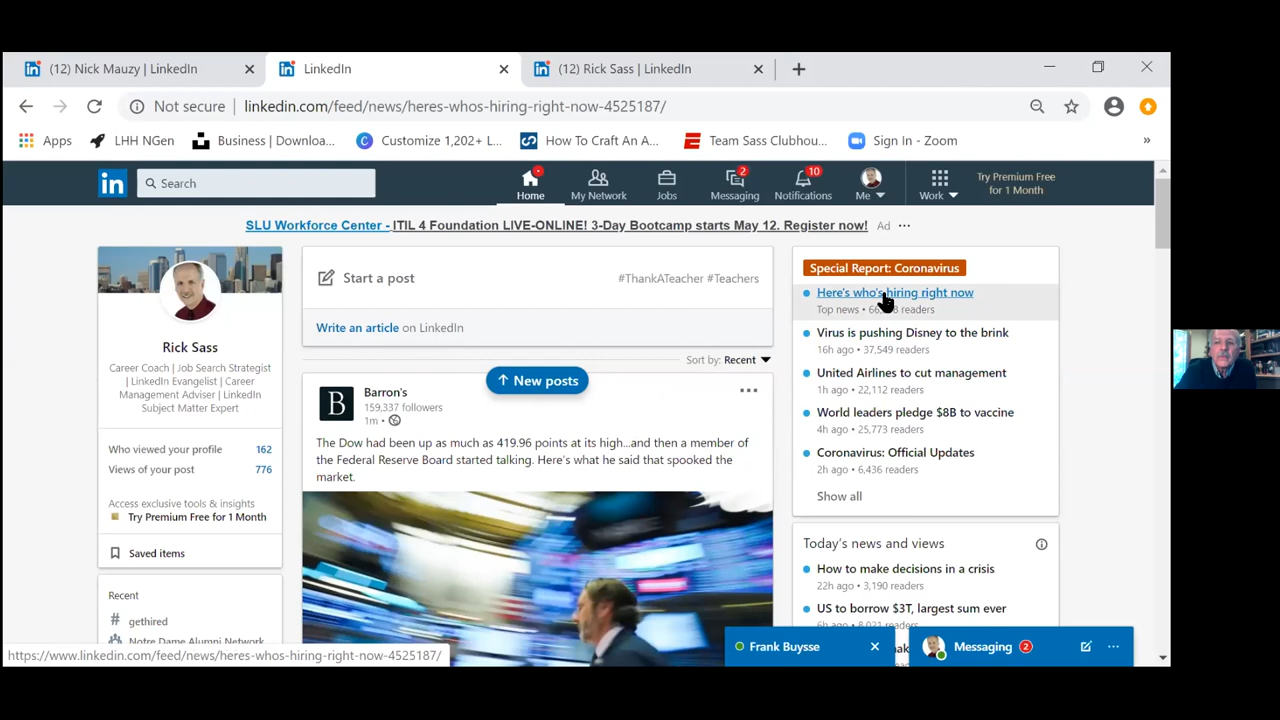 (12) Nick Mauzy | LinkedIn
LinkedIn
(12) Rick Sass | LinkedIn
Not secure | linkedin.com/feed/news/heres-whos-hiring-right-now-4525187/
Apps
LHH NGen
Business | Downloa...
Customize 1,202+ L...
How To Craft An A...
Team Sass Clubhou...
Sign In - Zoom
»
in
Search
Home
My Network
Jobs
2
Messaging
10
Notifications
Me
Work
Try Premium Free
for 1 Month
SLU Workforce Center - ITIL 4 Foundation LIVE-ONLINE! 3-Day Bootcamp starts May 12. Register now! Ad ...
Rick Sass
Career Coach | Job Search Strategist
| LinkedIn Evangelist | Career
Management Adviser | LinkedIn
Subject Matter Expert
Who viewed your profile 162
Views of your post 776
Access exclusive tools & insights
Try Premium Free for 1 Month
Saved items
Recent
# gethired
Notre Dame Alumni Network
Start a post
#ThankATeacher #Teachers
Write an article on LinkedIn
Sort by: Recent
New posts
B
Barron's
159,337 followers
1m •
The Dow had been up as much as 419.96 points at its high...and then a member of
the Federal Reserve Board started talking. Here's what he said that spooked the
market.
Special Report: Coronavirus
Here's who's hiring right now
Top news • readers
Virus is pushing Disney to the brink
16h ago • 37,549 readers
United Airlines to cut management
1h ago • 22,112 readers
World leaders pledge $8B to vaccine
4h ago • 25,773 readers
Coronavirus: Official Updates
2h ago • 6,436 readers
Show all
Today's news and views
How to make decisions in a crisis
22h ago • 3,190 readers
US to borrow $3T, largest sum ever
Frank Buysse
Messaging 2
https://www.linkedin.com/feed/news/heres-whos-hiring-right-now-4525187/